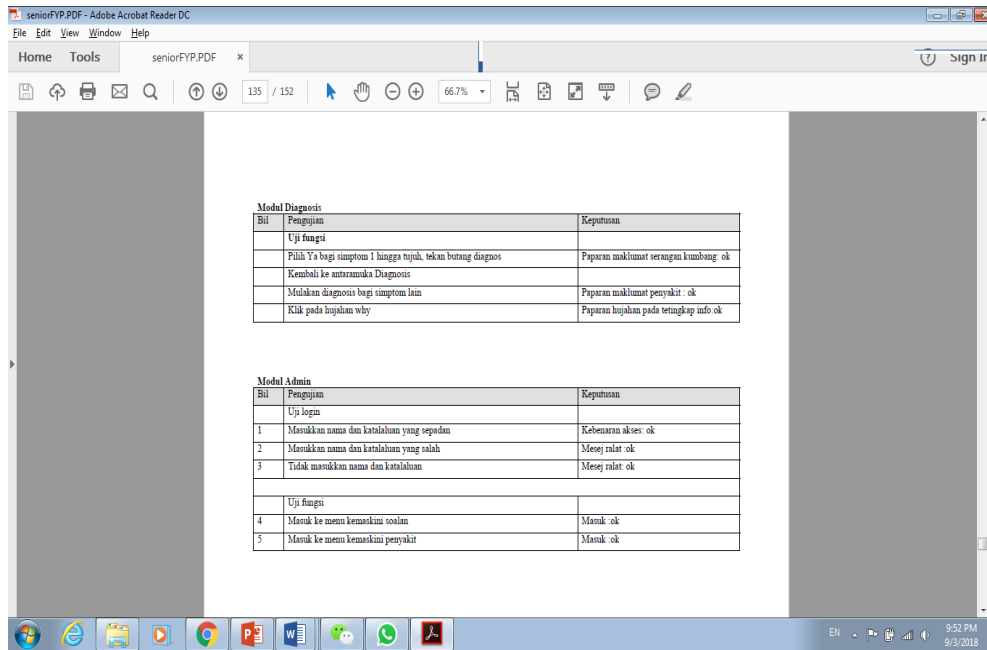 seniorFYP.PDF - Adobe Acrobat Reader DC
File Edit View Window Help
Home Tools seniorFYP.PDF × Sign In
135 / 152 66.7%
Modul Diagnosis
Bil Pengujian Keputusan
Uji fungsi
Pilih Ya bagi simptom 1 hingga tujuh, tekan butang diagnos Paparan maklumat serangan kumbang: ok
Kembali ke antaramuka Diagnosis
Mulakan diagnosis bagi simptom lain Paparan maklumat penyakit : ok
Klik pada hujahan why Paparan hujahan pada tetingkap info:ok
Modul Admin
Bil Pengujian Keputusan
Uji login
1 Masukkan nama dan katalaluan yang sepadan Kebenaran akses: ok
2 Masukkan nama dan katalaluan yang salah Mesej ralat :ok
3 Tidak masukkan nama dan katalaluan Mesej ralat: ok
Uji fungsi
4 Masuk ke menu kemaskini soalan Masuk :ok
5 Masuk ke menu kemaskini penyakit Masuk :ok
EN 9:52 PM
9/3/2018